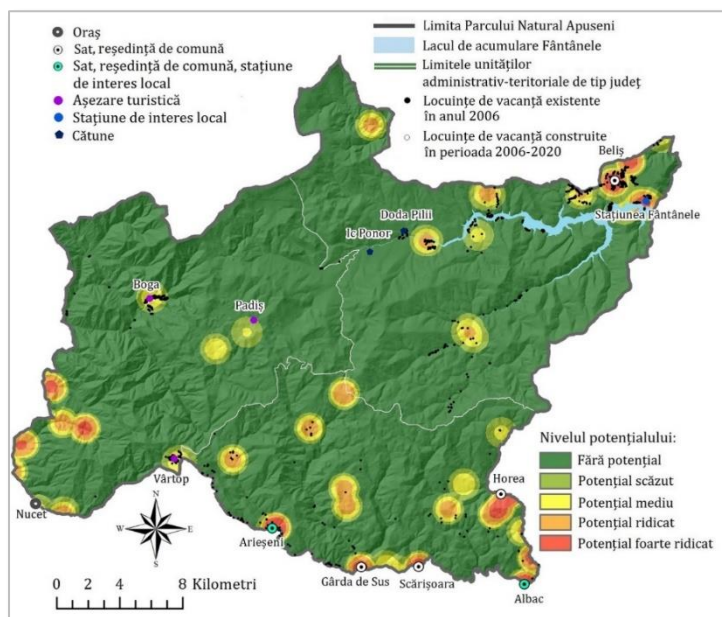 Oraș
Sat, reședință de comună
Sat, reședință de comună, stațiune
de interes local
Așezare turistică
Stațiune de interes local
Cătune
Limita Parcului Natural Apuseni
Lacul de acumulare Fântânele
Limitele unităților
administrativ-teritoriale de tip județ
Locuințe de vacanță existente
în anul 2006
Locuințe de vacanță construite
în perioada 2006-2020
Beliș
Stațiunea Fântânele
Doda Pilii
Ic Ponor
Boga
Padiș
Vârtop
Nucet
Horea
Arieșeni
Gârda de Sus
Scărișoara
Albac
N
W
E
S
0 2 4 8 Kilometri
Nivelul potențialului:
Fără potențial
Potențial scăzut
Potențial mediu
Potențial ridicat
Potențial foarte ridicat